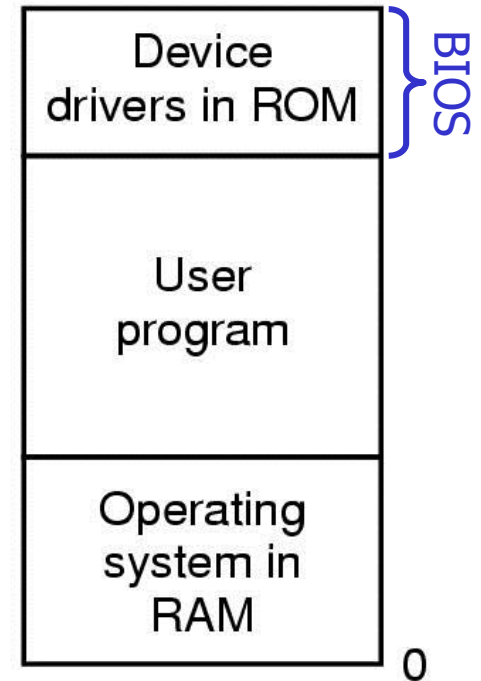 Device
drivers in ROM
BIOS
User
program
Operating
system in
RAM
0